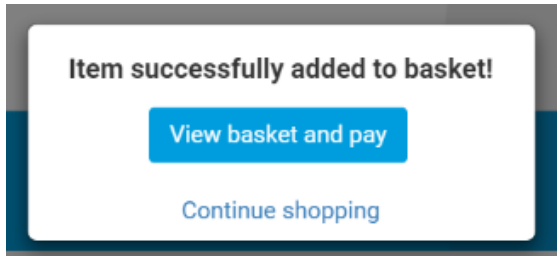 Item successfully added to basket!
View basket and pay
Continue shopping